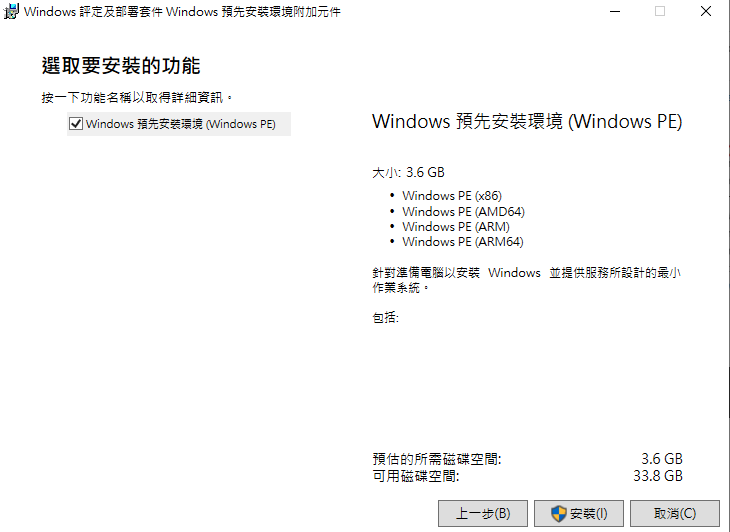 Windows 評定及部署套件 Windows 預先安裝環境附加元件
選取要安裝的功能
按一下功能名稱以取得詳細資訊。
Windows 預先安裝環境 (Windows PE)
Windows 預先安裝環境 (Windows PE)
大小: 3.6 GB
• Windows PE (x86)
• Windows PE (AMD64)
• Windows PE (ARM)
• Windows PE (ARM64)
針對準備電腦以安裝 Windows 並提供服務所設計的最小
作業系統。
包括:
預估的所需磁碟空間: 3.6 GB
可用磁碟空間: 33.8 GB
上一步(B) 安裝(I) 取消(C)